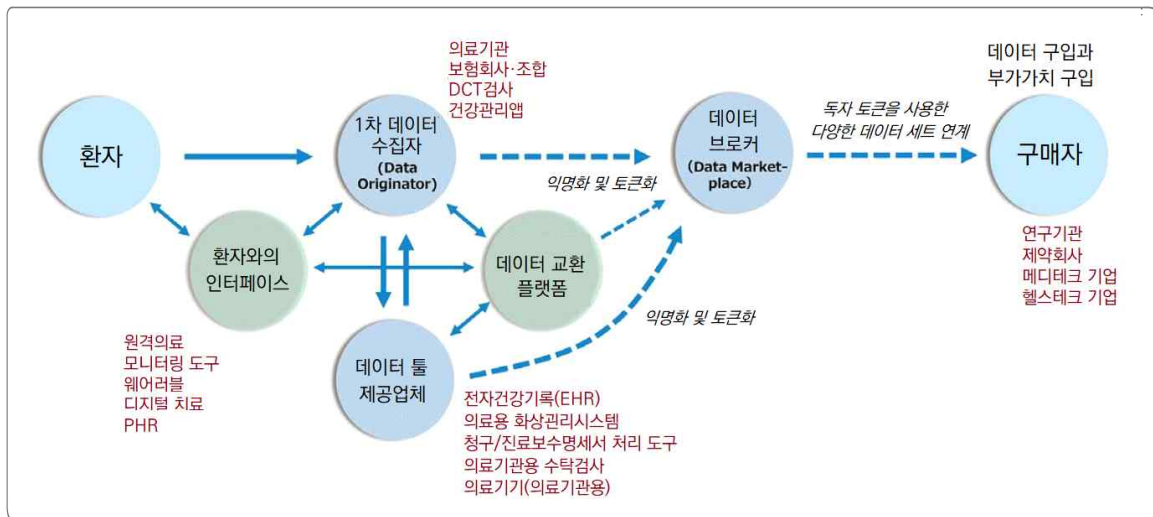 의료기관
보험회사·조합
DCT검사
건강관리앱
데이터 구입과
부가가치 구입
환자
1차 데이터
수집자
(Data
Originator)
익명화 및 토큰화
데이터
브로커
(Data Market-
place)
독자 토큰을 사용한
다양한 데이터 세트 연계
구매자
연구기관
제약회사
메디테크 기업
헬스테크 기업
환자와의
인터페이스
데이터 교환
플랫폼
익명화 및 토큰화
원격의료
모니터링 도구
웨어러블
디지털 치료
PHR
데이터 툴
제공업체
전자건강기록(EHR)
의료용 화상관리시스템
청구/진료보수명세서 처리 도구
의료기관용 수탁검사
의료기기(의료기관용)